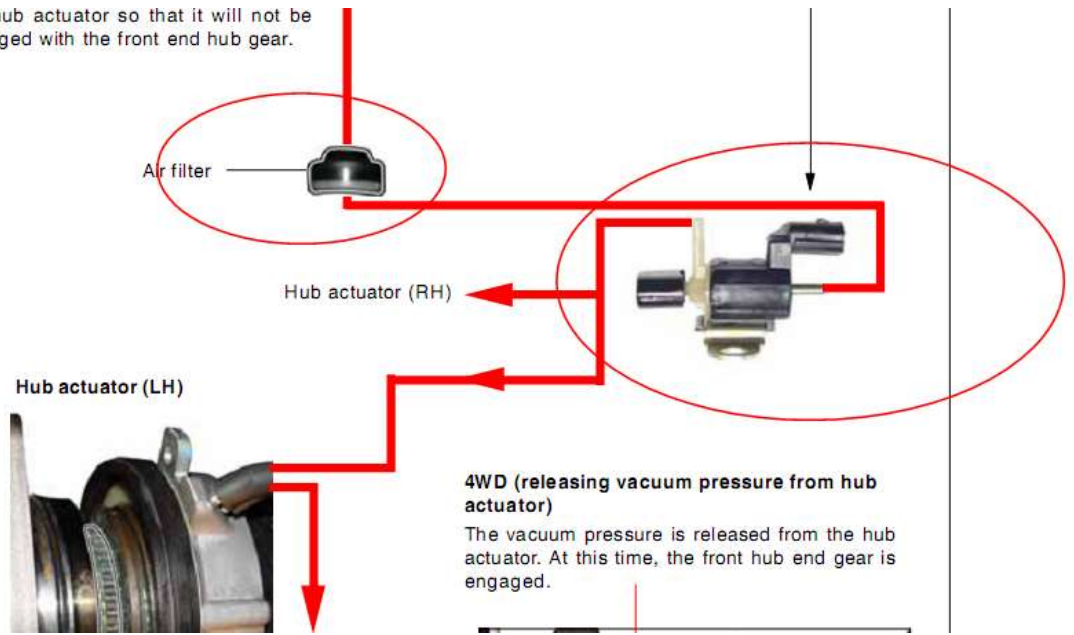 hub actuator so that it will not be
with the front end hub gear.
Air filter
Hub actuator (RH)
Hub actuator (LH)
4WD (releasing vacuum pressure from hub
actuator)
The vacuum pressure is released from the hub
actuator. At this time, the front hub end gear is
engaged.